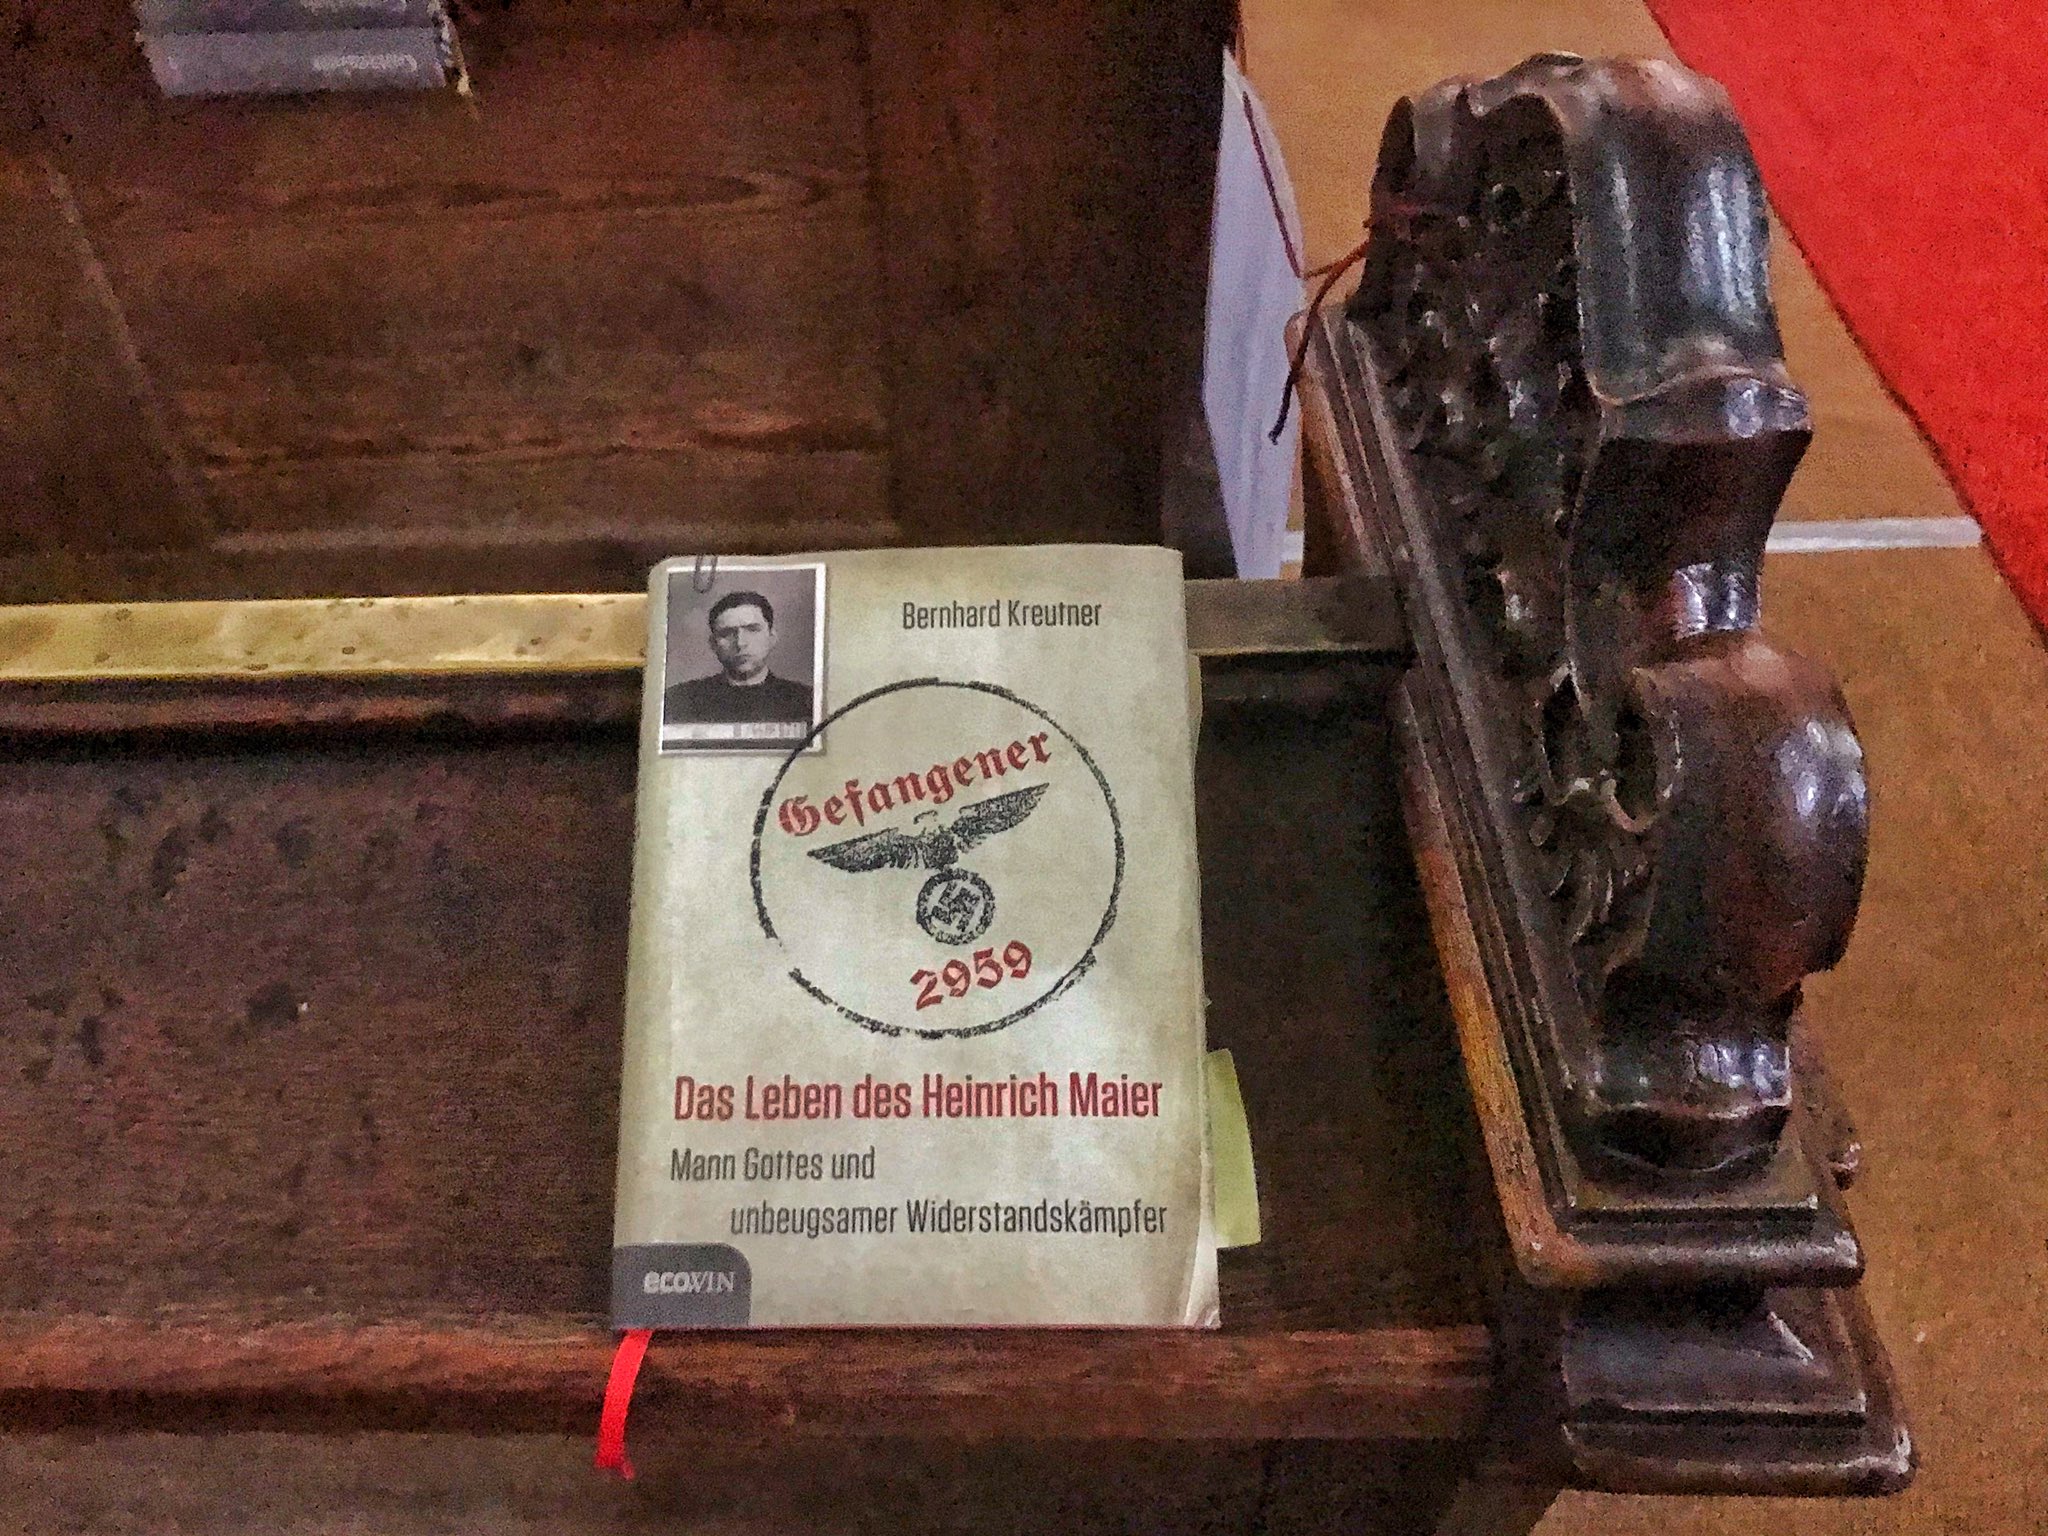 Bernhard Kreutner
Gefangener
2959
Das Leben des Heinrich Maier
Mann Gottes und
unbeugsamer Widerstandskämpfer
ecoWIN